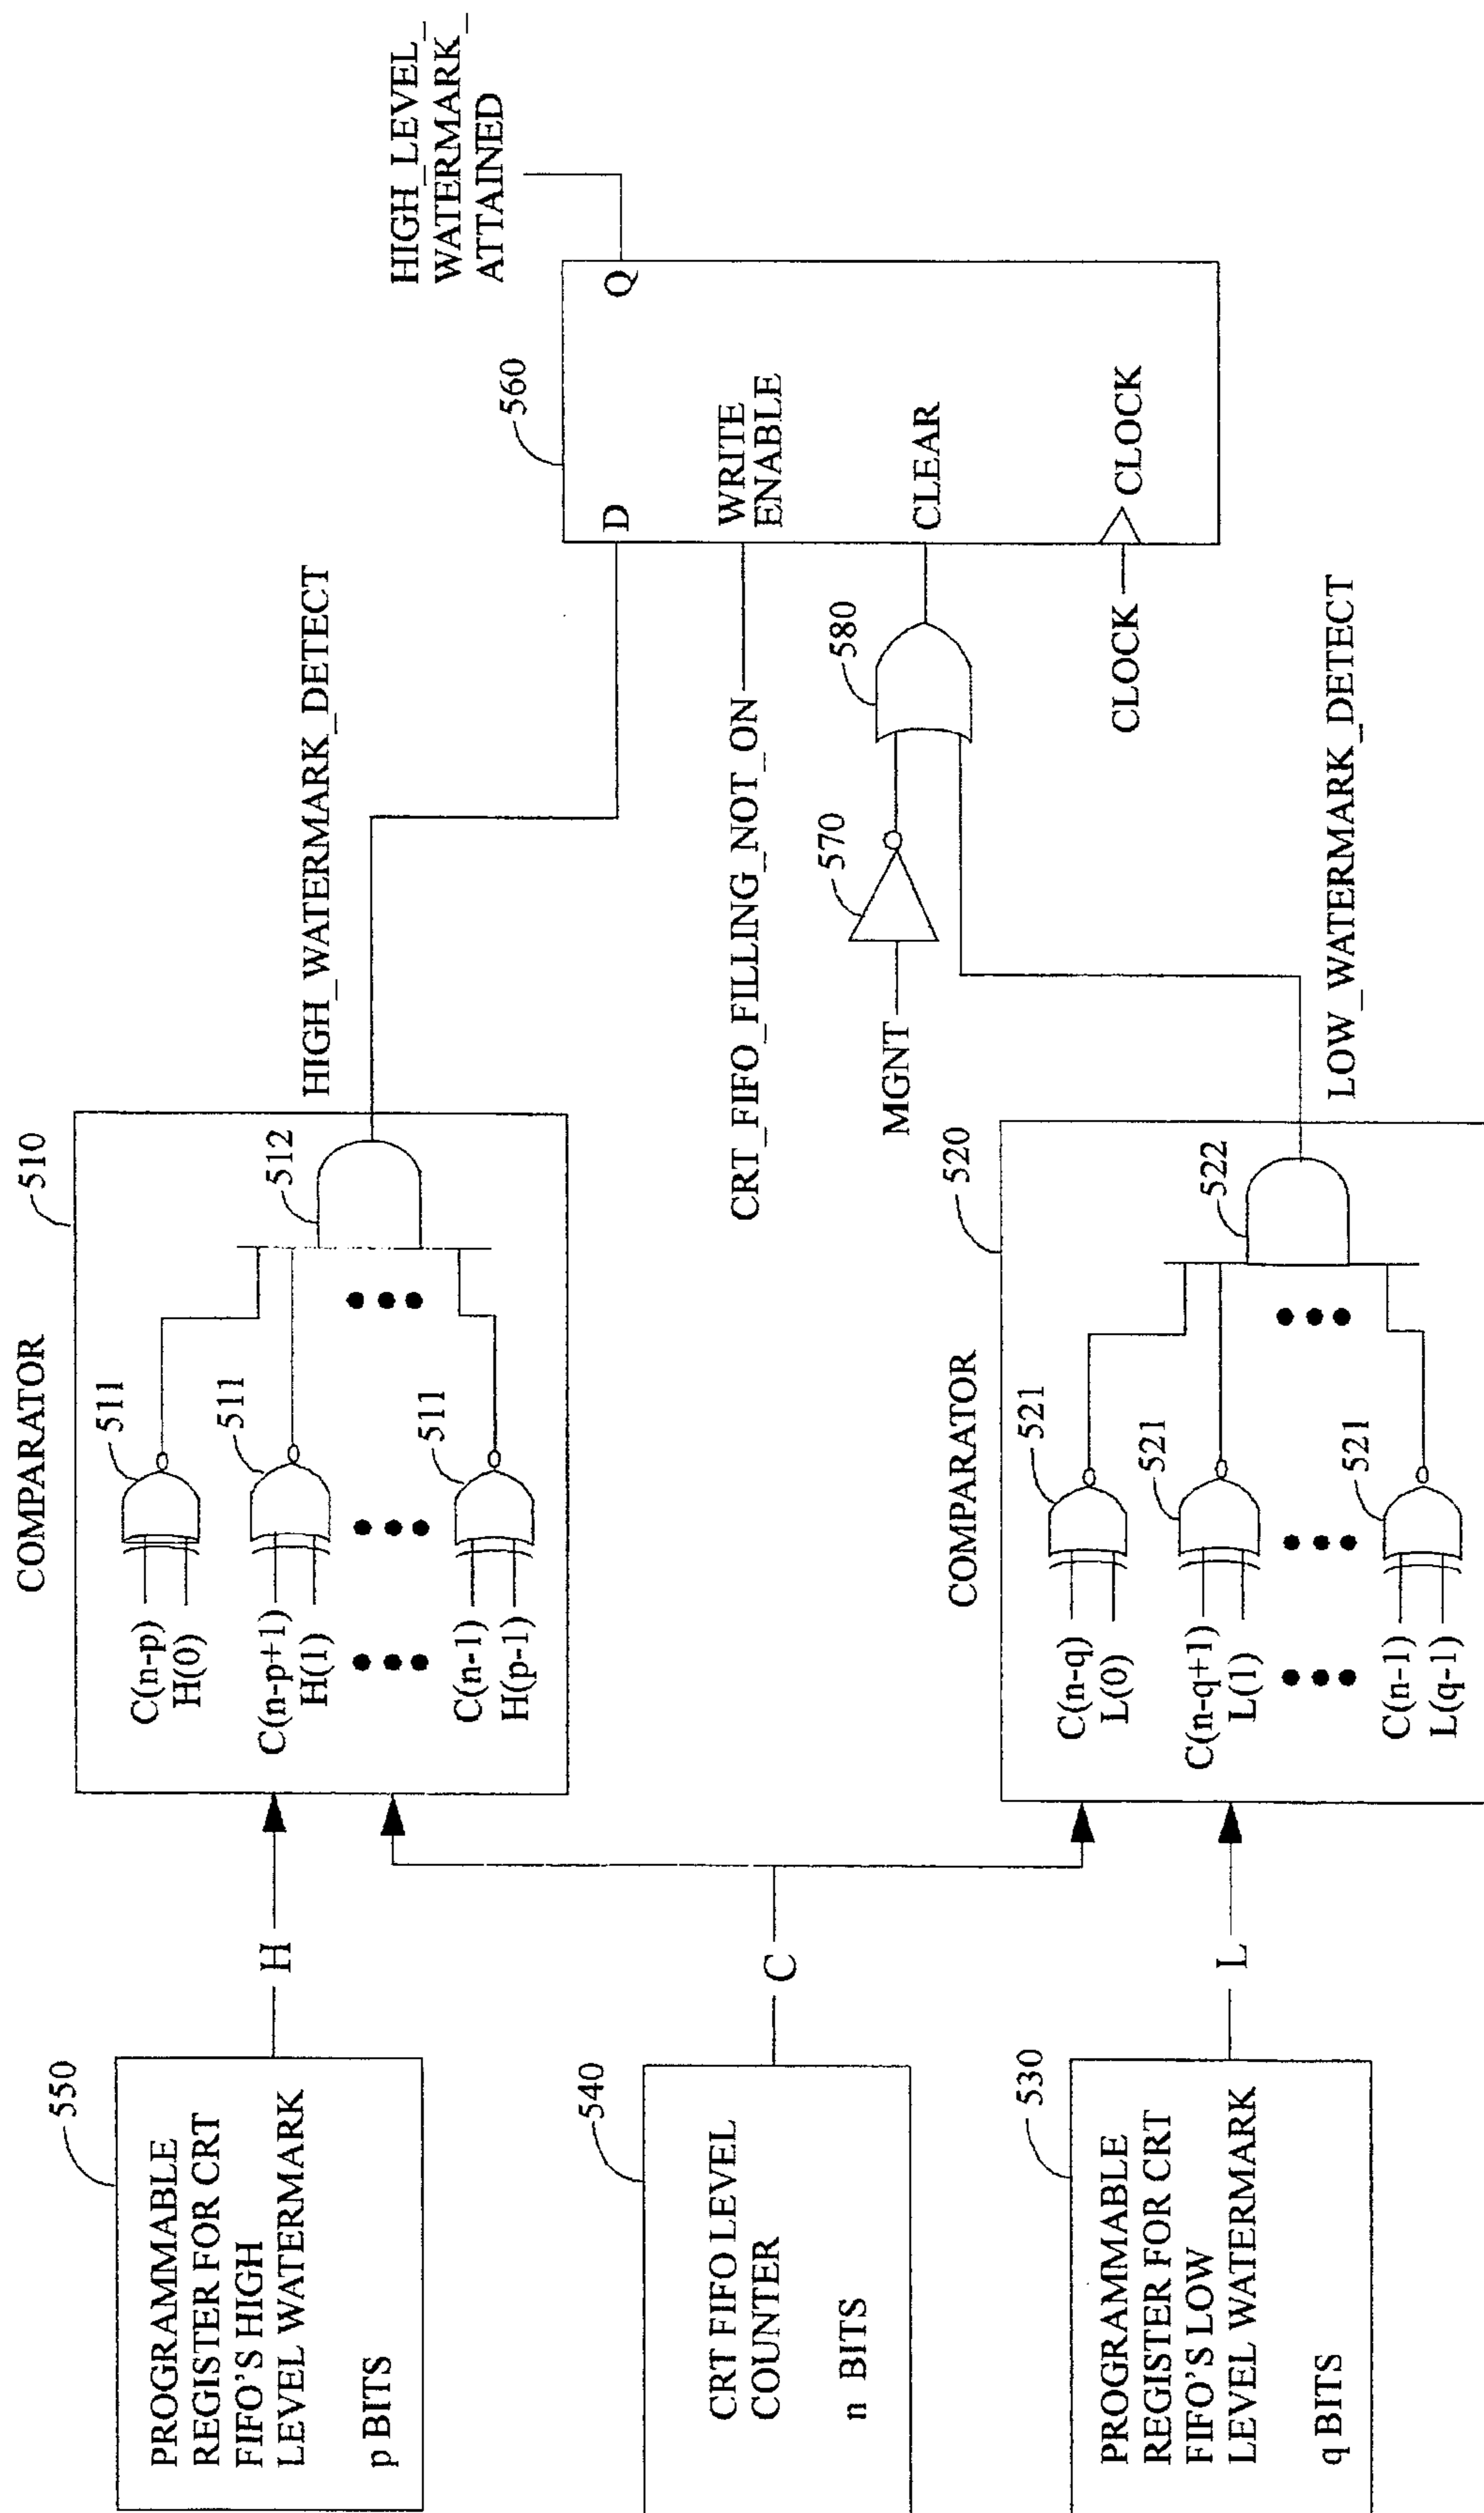 550
PROGRAMMABLE
REGISTER FOR CRT
FIFO'S HIGH
LEVEL WATERMARK
p BITS
H
540
CRT FIFO LEVEL
COUNTER
n BITS
C
530
PROGRAMMABLE
REGISTER FOR CRT
FIFO'S LOW
LEVEL WATERMARK
q BITS
L
COMPARATOR
510
C(n-p)
H(0)
511
C(n-p+1)
H(1)
511
C(n-1)
H(p-1)
511
512
HIGH_WATERMARK_DETECT
COMPARATOR
520
C(n-q)
L(0)
521
C(n-q+1)
L(1)
521
C(n-1)
L(q-1)
521
522
LOW_WATERMARK_DETECT
CRT_FIFO_FILLING_NOT_ON
MGNT
570
580
CLOCK
560
D
Q
WRITE
ENABLE
CLEAR
CLOCK
HIGH_LEVEL_
WATERMARK_
ATTAINED